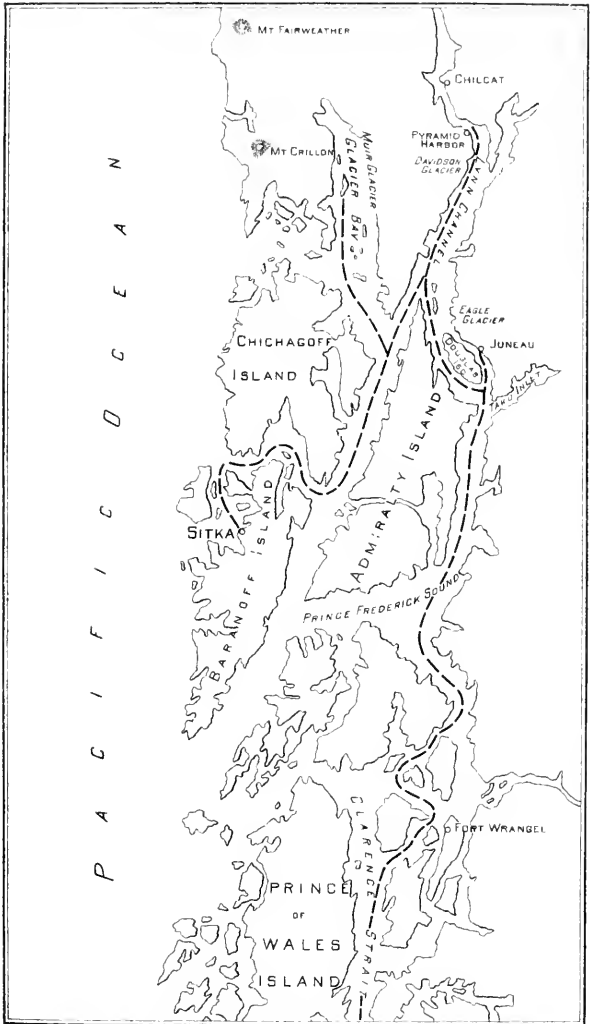 MT FAIRWEATHER
CHILCAT
PYRAMID
HARBOR
DAVIDSON
GLACIER
MT CRILLON
MUIR GLACIER
GLACIER BAY
LYNN CHANNEL
EAGLE
GLACIER
JUNEAU
DOUGLAS
ISD
TAKU INLET
CHICHAGOFF
ISLAND
PACIFIC OCEAN
ADMIRALTY ISLAND
SITKA
BARANOFF ISLAND
PRINCE FREDERICK SOUND
FORT WRANGEL
CLARENCE STRAIT
PRINCE
OF
WALES
ISLAND